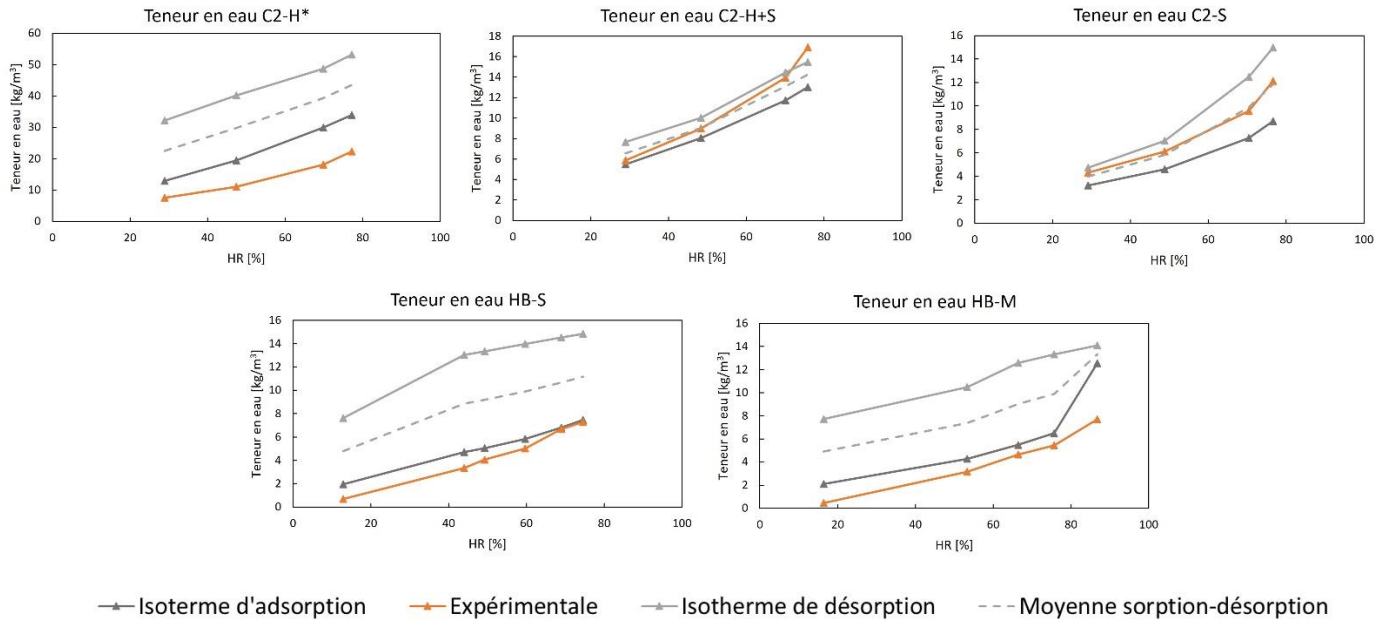 Teneur en eau C2-H*
Teneur en eau [kg/m³]
60
50
40
30
20
10
0
0 20 40 60 80 100
HR [%]
Teneur en eau C2-H+S
Teneur en eau [kg/m³]
18
16
14
12
10
8
6
4
2
0
0 20 40 60 80 100
HR [%]
Teneur en eau C2-S
Teneur en eau [kg/m³]
16
14
12
10
8
6
4
2
0
0 20 40 60 80 100
HR [%]
Teneur en eau HB-S
Teneur en eau [kg/m³]
16
14
12
10
8
6
4
2
0
0 20 40 60 80 100
HR [%]
Teneur en eau HB-M
Teneur en eau [kg/m³]
16
14
12
10
8
6
4
2
0
0 20 40 60 80 100
HR [%]
Isoterme d'adsorption Expérimentale Isotherme de désorption Moyenne sorption-désorption